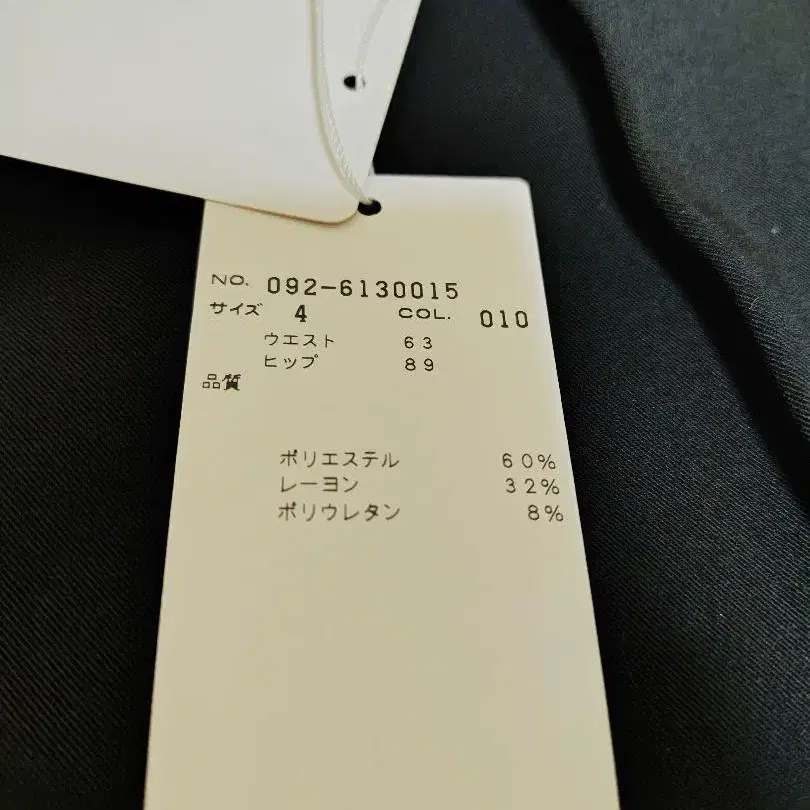 NO. 092-6130015
サイズ 4 COL. 010
ウエスト 63
ヒップ 89
品質
ポリエステル 60%
レーヨン 32%
ポリウレタン 8%